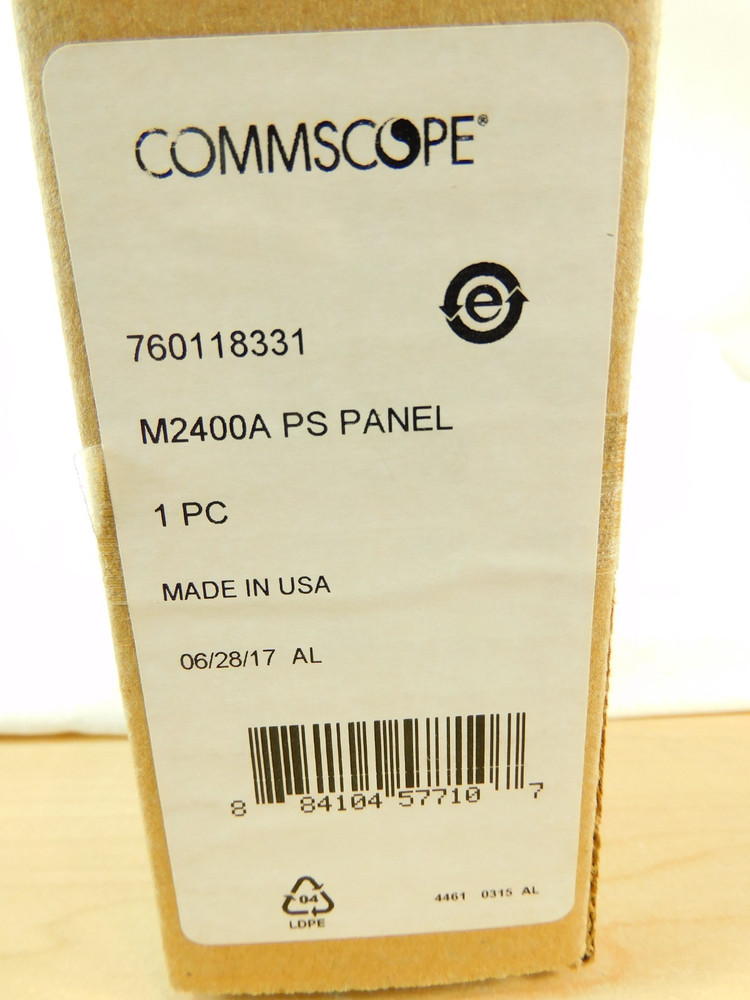 COMMSCOPE®
e
760118331
M2400A PS PANEL
1 PC
MADE IN USA
06/28/17 AL
8 84104 57710 7
04
LDPE
4461 0315 AL